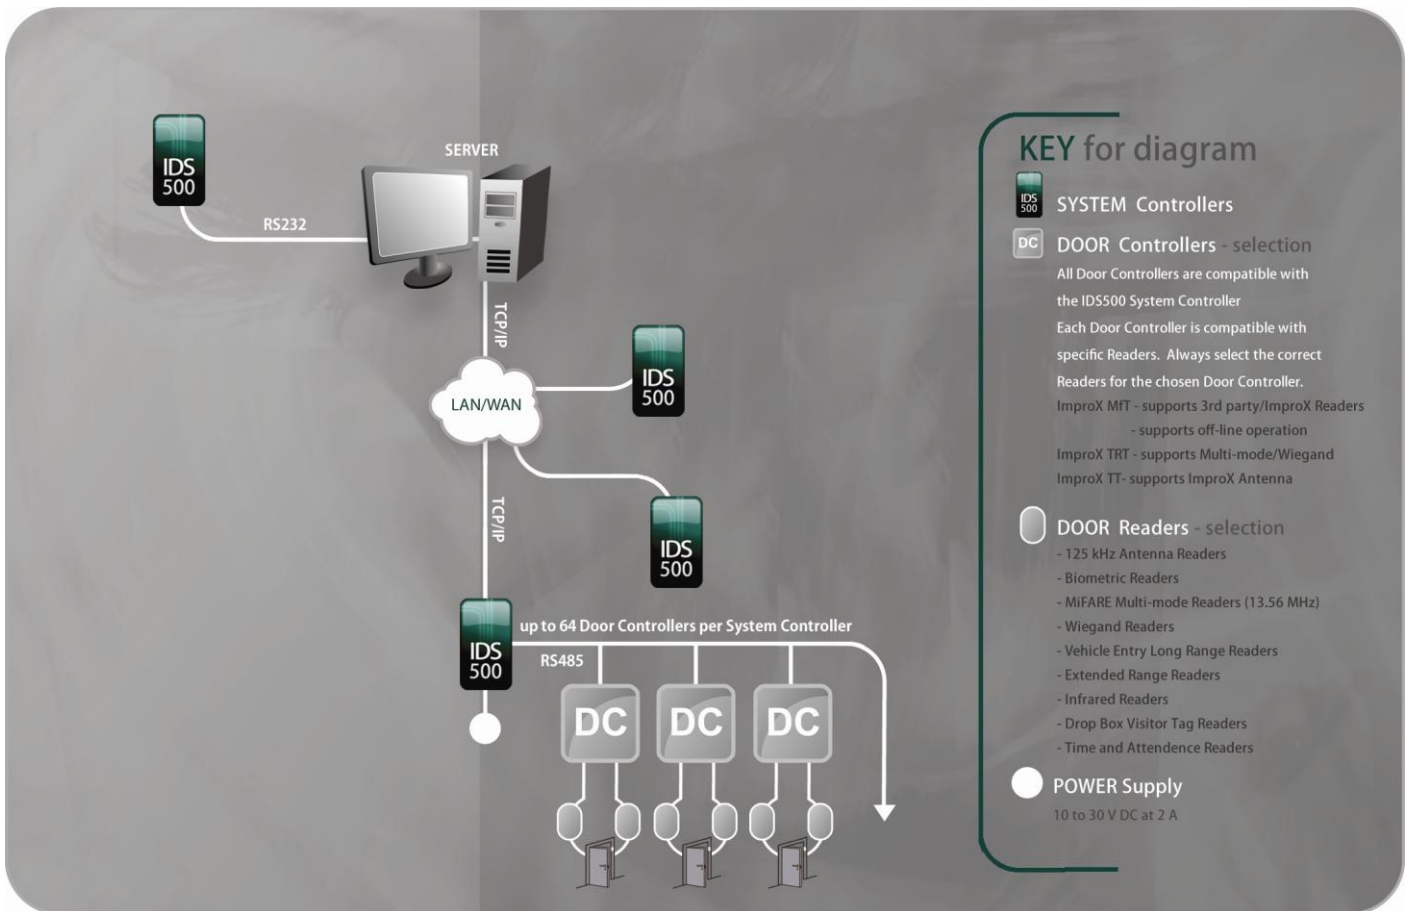 IDS
500
RS232
SERVER
TCP/IP
LAN/WAN
IDS
500
IDS
500
TCP/IP
IDS
500
up to 64 Door Controllers per System Controller
RS485
DC
DC
DC
KEY for diagram
IDS
500
SYSTEM Controllers
DC
DOOR Controllers - selection
All Door Controllers are compatible with
the IDS500 System Controller
Each Door Controller is compatible with
specific Readers. Always select the correct
Readers for the chosen Door Controller.
ImproX MfT - supports 3rd party/ImproX Readers
- supports off-line operation
ImproX TRT - supports Multi-mode/Wiegand
ImproX TT- supports ImproX Antenna
DOOR Readers - selection
- 125 kHz Antenna Readers
- Biometric Readers
- MiFARE Multi-mode Readers (13.56 MHz)
- Wiegand Readers
- Vehicle Entry Long Range Readers
- Extended Range Readers
- Infrared Readers
- Drop Box Visitor Tag Readers
- Time and Attendence Readers
POWER Supply
10 to 30 V DC at 2 A